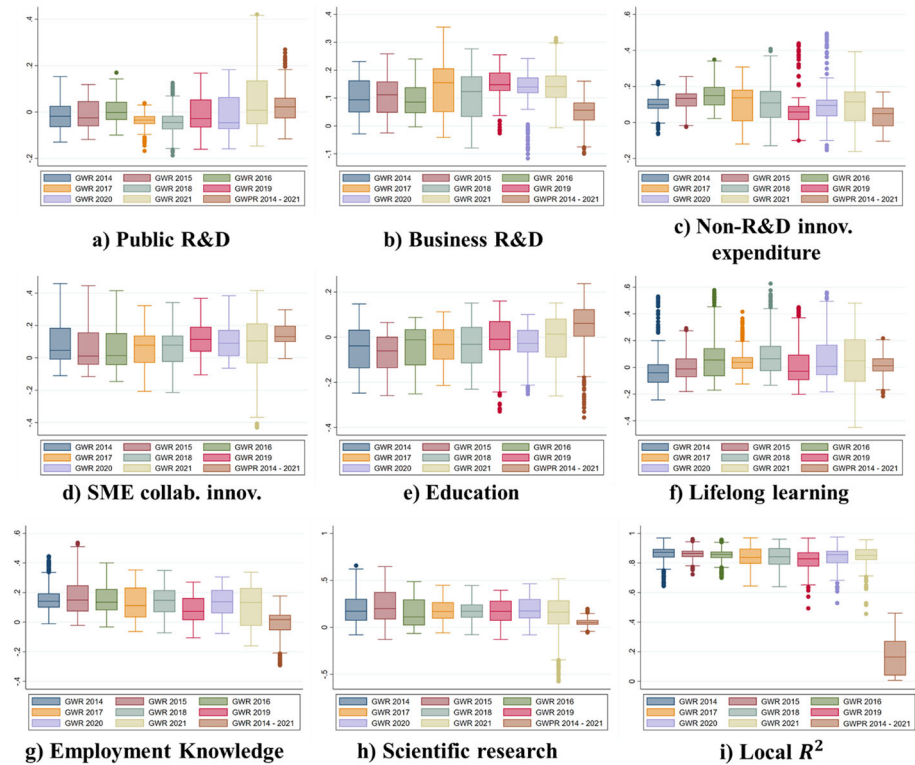 .4
.2
0
-.2
GWR 2014 GWR 2015 GWR 2016
GWR 2017 GWR 2018 GWR 2019
GWR 2020 GWR 2021 GWPR 2014 - 2021
a) Public R&D
.4
.3
.2
.1
0
GWR 2014 GWR 2015 GWR 2016
GWR 2017 GWR 2018 GWR 2019
GWR 2020 GWR 2021 GWPR 2014 - 2021
b) Business R&D
.6
.4
.2
0
GWR 2014 GWR 2015 GWR 2016
GWR 2017 GWR 2018 GWR 2019
GWR 2020 GWR 2021 GWPR 2014 - 2021
c) Non-R&D innov.
expenditure
.4
.2
0
-.2
-.4
GWR 2014 GWR 2015 GWR 2016
GWR 2017 GWR 2018 GWR 2019
GWR 2020 GWR 2021 GWPR 2014 - 2021
d) SME collab. innov.
.2
0
-.2
-.4
GWR 2014 GWR 2015 GWR 2016
GWR 2017 GWR 2018 GWR 2019
GWR 2020 GWR 2021 GWPR 2014 - 2021
e) Education
.6
.4
.2
0
-.2
-.4
GWR 2014 GWR 2015 GWR 2016
GWR 2017 GWR 2018 GWR 2019
GWR 2020 GWR 2021 GWPR 2014 - 2021
f) Lifelong learning
.6
.4
.2
0
-.2
-.4
GWR 2014 GWR 2015 GWR 2016
GWR 2017 GWR 2018 GWR 2019
GWR 2020 GWR 2021 GWR 2014 - 2021
g) Employment Knowledge
1
.5
0
-.5
GWR 2014 GWR 2015 GWR 2016
GWR 2017 GWR 2018 GWR 2019
GWR 2020 GWR 2021 GWPR 2014 - 2021
h) Scientific research
1
.8
.6
.4
.2
0
GWR 2014 GWR 2015 GWR 2016
GWR 2017 GWR 2018 GWR 2019
GWR 2020 GWR 2021 GWPR 2014 - 2021
i) Local R²